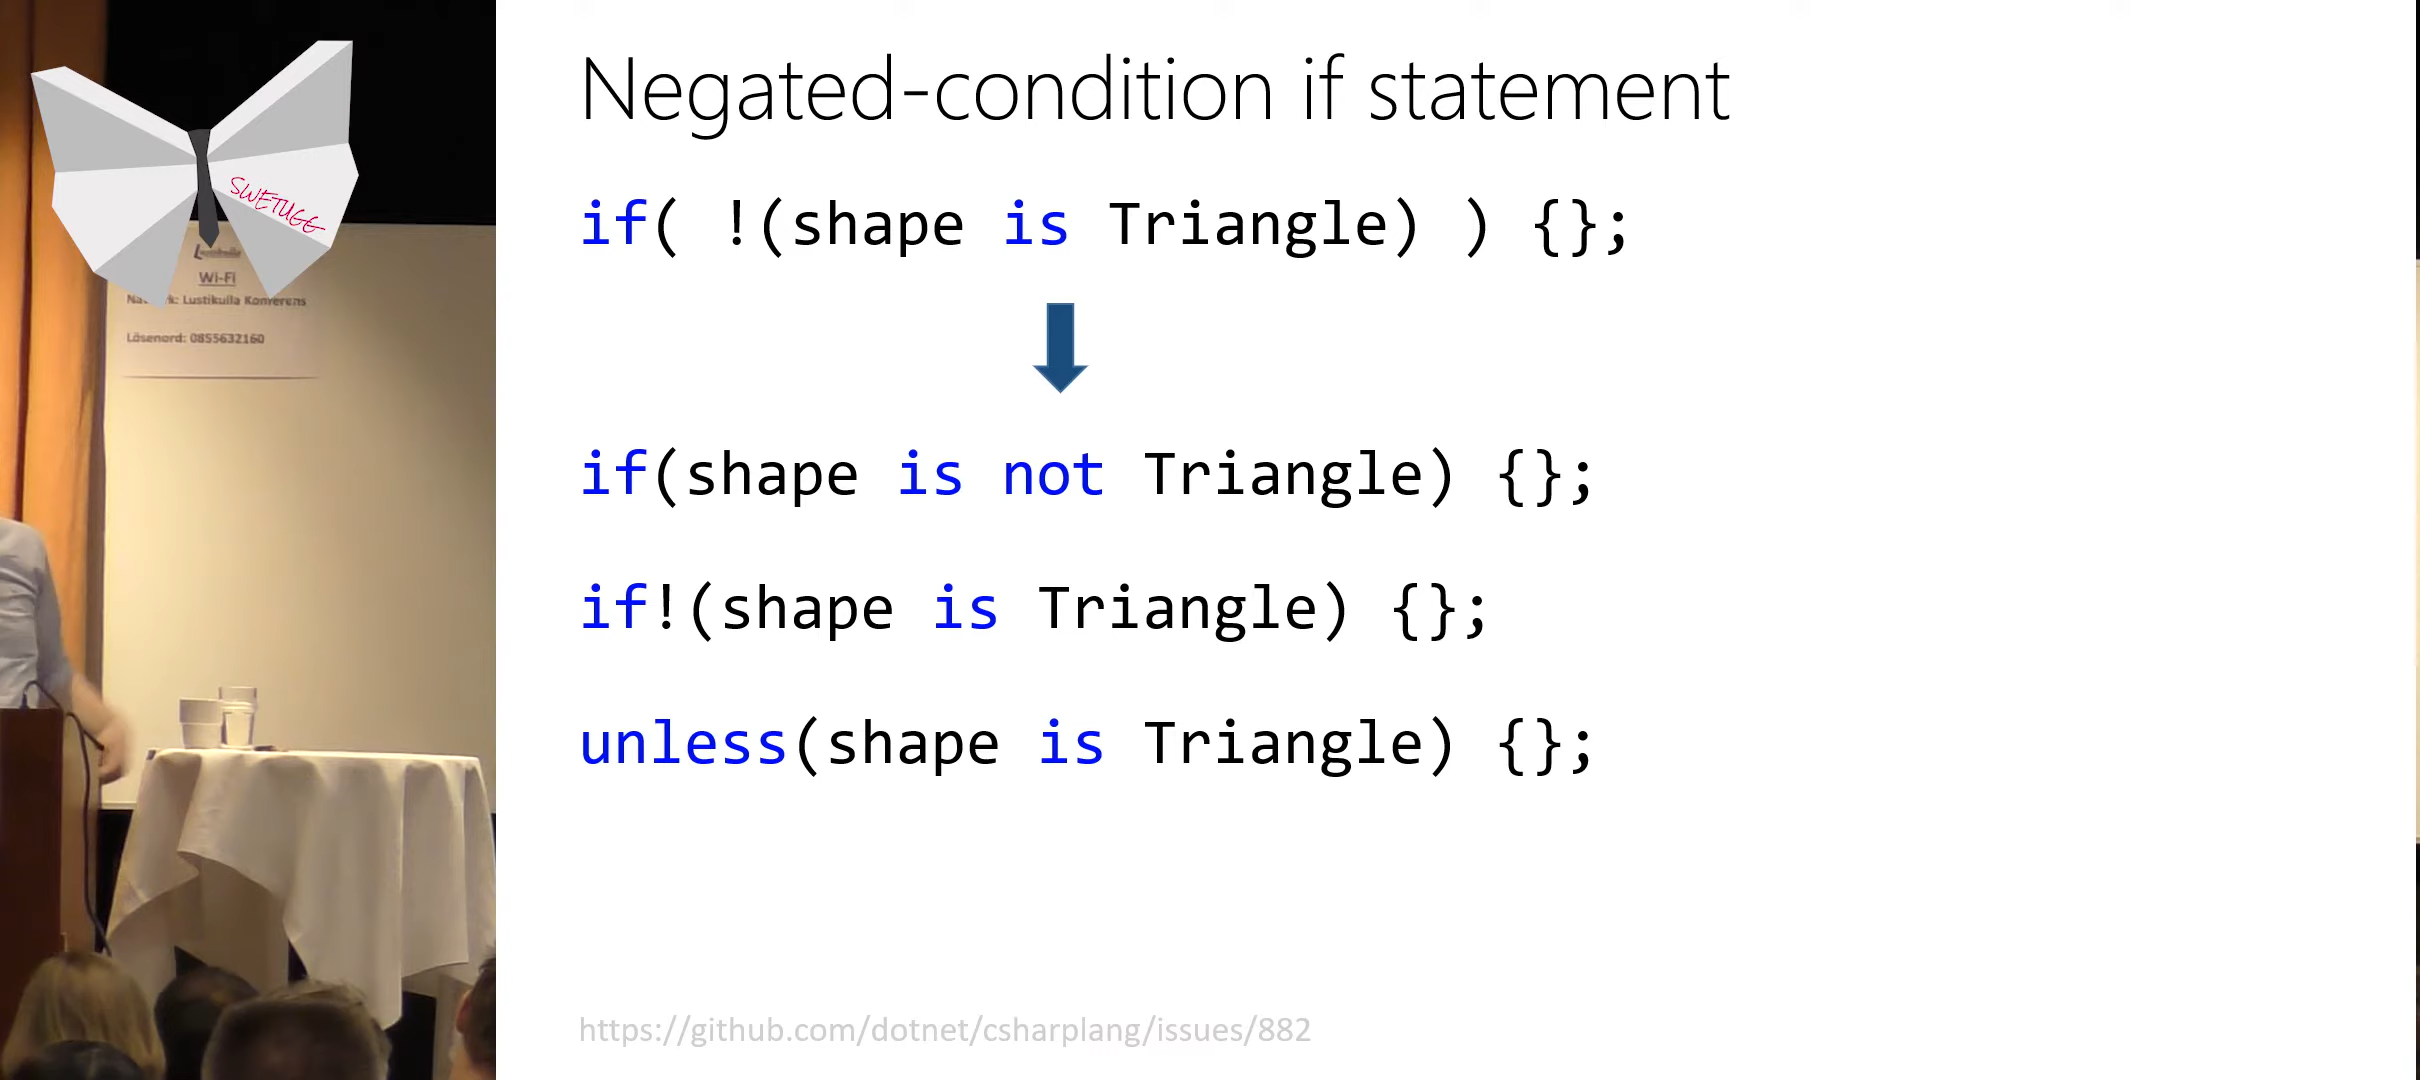 SWETUGG
Lustikulla
Wi-Fi
Lustikulla Konferens
Lösenord: 0855632160
Negated-condition if statement
if( !(shape is Triangle) ) {};
if(shape is not Triangle) {};
if!(shape is Triangle) {};
unless(shape is Triangle) {};
https://github.com/dotnet/csharplang/issues/882